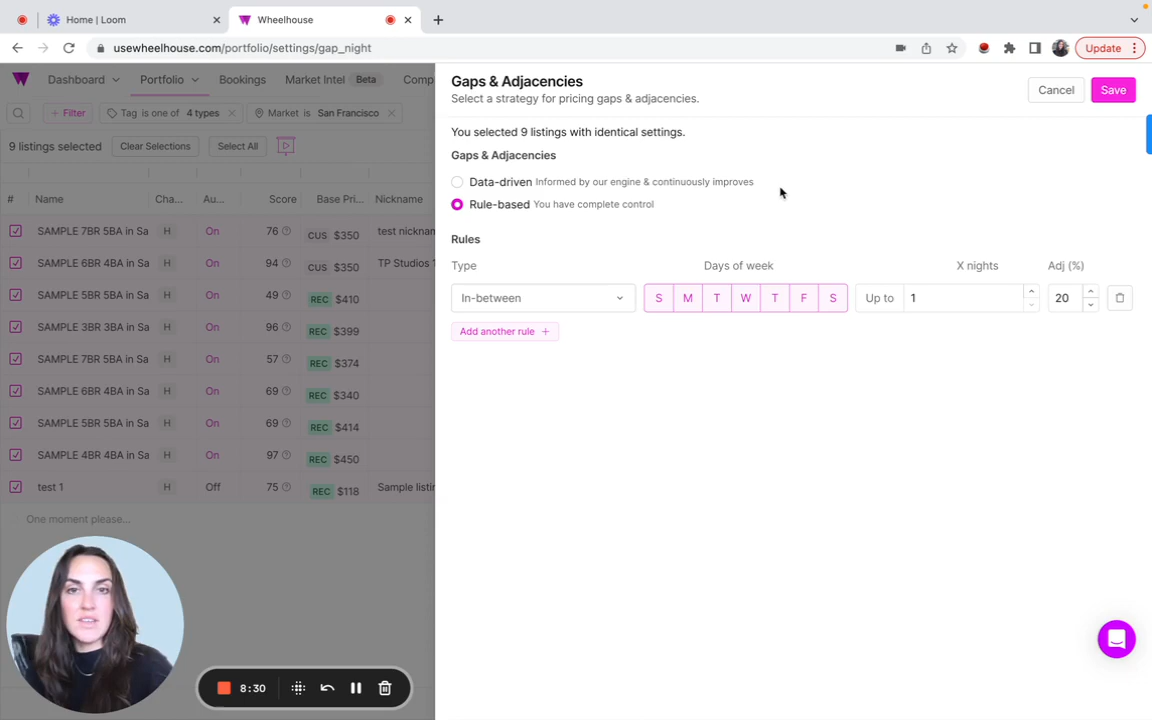 Home | Loom
Wheelhouse
usewheelhouse.com/portfolio/settings/gap_night
Update
Dashboard
Portfolio
Bookings
Market Intel
Beta
Compl
Filter
Tag is one of 4 types
Market is San Francisco
9 listings selected
Clear Selections
Select All
# Name Cha... Au... Score Base Pri... Nickname
SAMPLE 7BR 5BA in Sa H On 76 CUS $350 test nicknam
SAMPLE 6BR 4BA in Sa H On 94 CUS $350 TP Studios 1
SAMPLE 5BR 5BA in Sa H On 49 REC $410
SAMPLE 3BR 3BA in Sa H On 96 REC $399
SAMPLE 7BR 5BA in Sa H On 57 REC $374
SAMPLE 6BR 4BA in Sa H On 69 REC $340
SAMPLE 5BR 5BA in Sa H On 69 REC $414
SAMPLE 4BR 4BA in Sa H On 97 REC $450
test 1 H Off 75 REC $118 Sample listin
One moment please...
8:30
Gaps & Adjacencies
Select a strategy for pricing gaps & adjacencies.
Cancel
Save
You selected 9 listings with identical settings.
Gaps & Adjacencies
Data-driven Informed by our engine & continuously improves
Rule-based You have complete control
Rules
Type Days of week X nights Adj (%)
In-between S M T W T F S Up to 1 20
Add another rule +